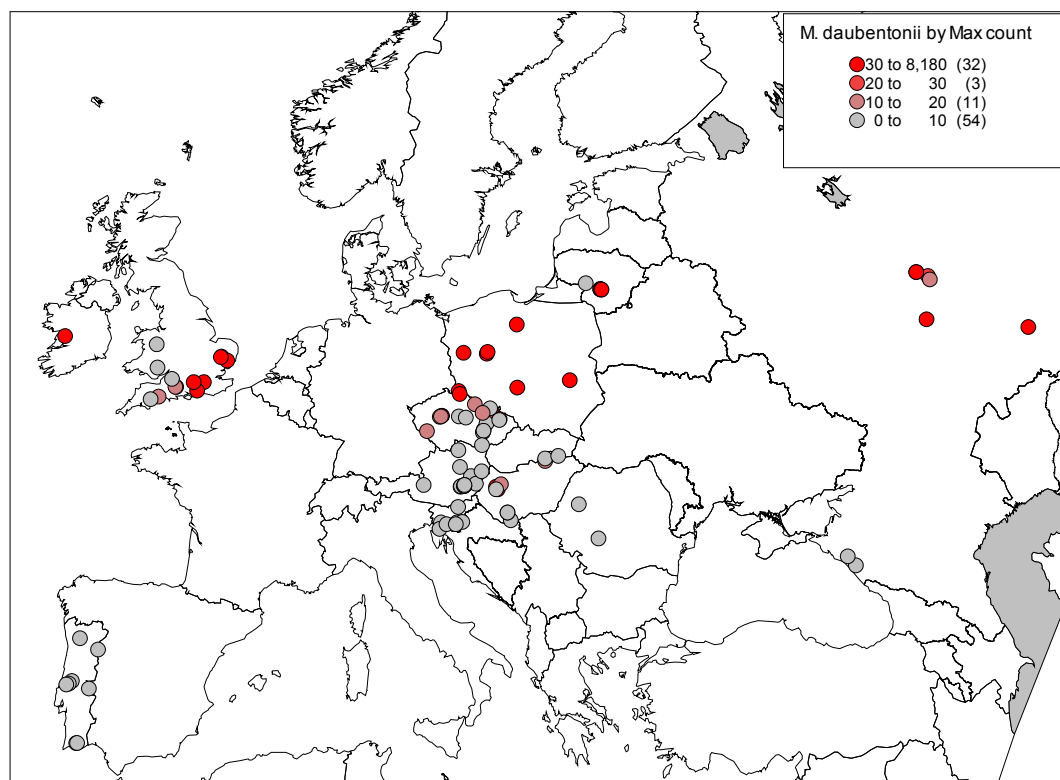 M. daubentonii by Max count
30 to 8,180 (32)
20 to 30 (3)
10 to 20 (11)
0 to 10 (54)